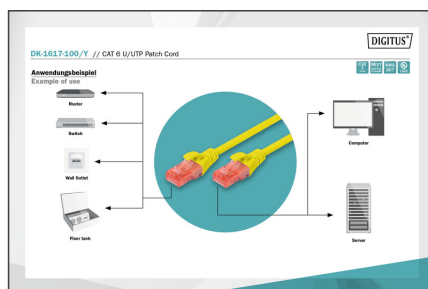 DIGITUS®
DK-1617-100/Y // CAT 6 U/UTP Patch Cord
Anwendungsbeispiel
Example of use
Router
Switch
Wall Outlet
Floor tank
Computer
Server